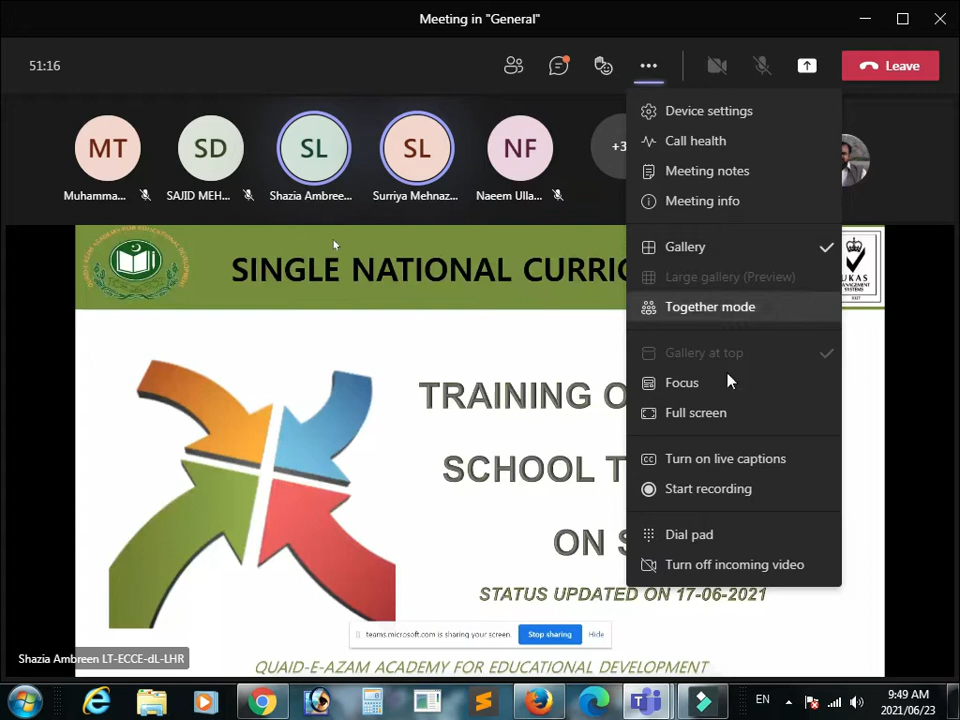 Meeting in "General"
51:16
Leave
MT
SD
SL
SL
NF
+3
Muhamma...
SAJID MEH...
Shazia Ambree...
Surriya Mehnaz...
Naeem Ulla...
Device settings
Call health
Meeting notes
Meeting info
Gallery
Large gallery (Preview)
Together mode
Gallery at top
Focus
Full screen
CC Turn on live captions
Start recording
Dial pad
Turn off incoming video
SINGLE NATIONAL CURRIC
UKAS
MANAGEMENT
SYSTEMS
TRAINING O
SCHOOL T
ON S
STATUS UPDATED ON 17-06-2021
teams.microsoft.com is sharing your screen.
Stop sharing
Hide
Shazia Ambreen LT-ECCE-dL-LHR
QUAID-E-AZAM ACADEMY FOR EDUCATIONAL DEVELOPMENT
EN
9:49 AM
2021/06/23